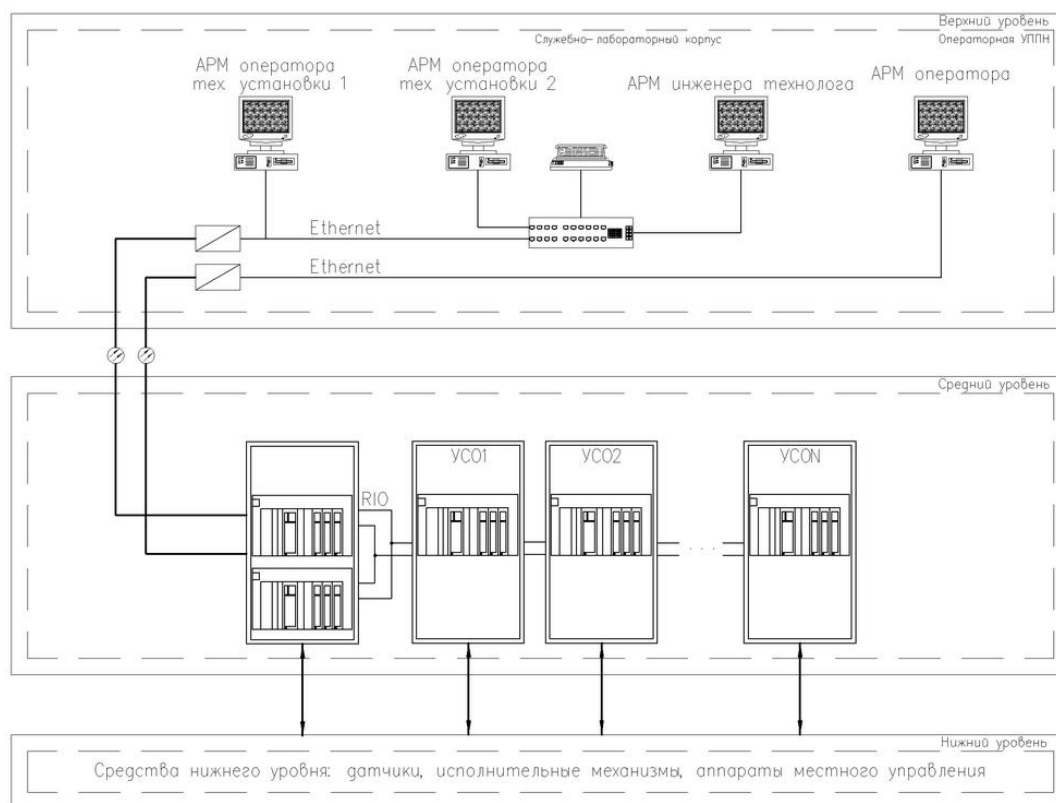 Верхний уровень
Служебно-лабораторный корпус
Операторная УППН
АРМ оператора
тех. установки 1
АРМ оператора
тех. установки 2
АРМ инженера технолога
АРМ оператора
Ethernet
Ethernet
Средний уровень
УСО1
УСО2
УСОN
RIO
. . .
Нижний уровень
Средства нижнего уровня: датчики, исполнительные механизмы, аппараты местного управления